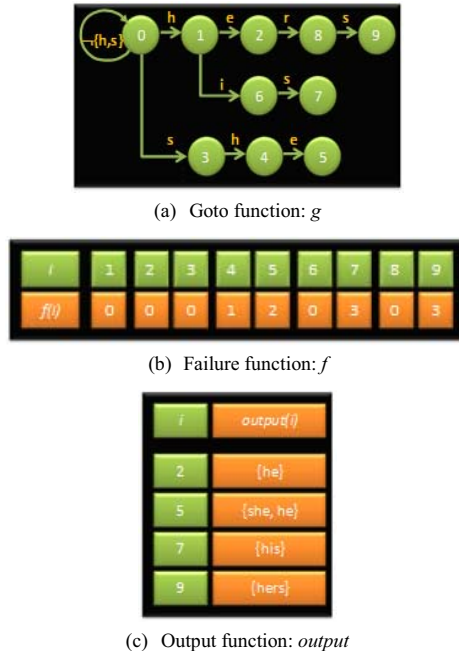 ¬{h,s} 0 h 1 e 2 r 8 s 9
i 6 s 7
s 3 h 4 e 5
(a) Goto function: g
i 1 2 3 4 5 6 7 8 9
f(i) 0 0 0 1 2 0 3 0 3
(b) Failure function: f
i output(i)
2 {he}
5 {she, he}
7 {his}
9 {hers}
(c) Output function: output